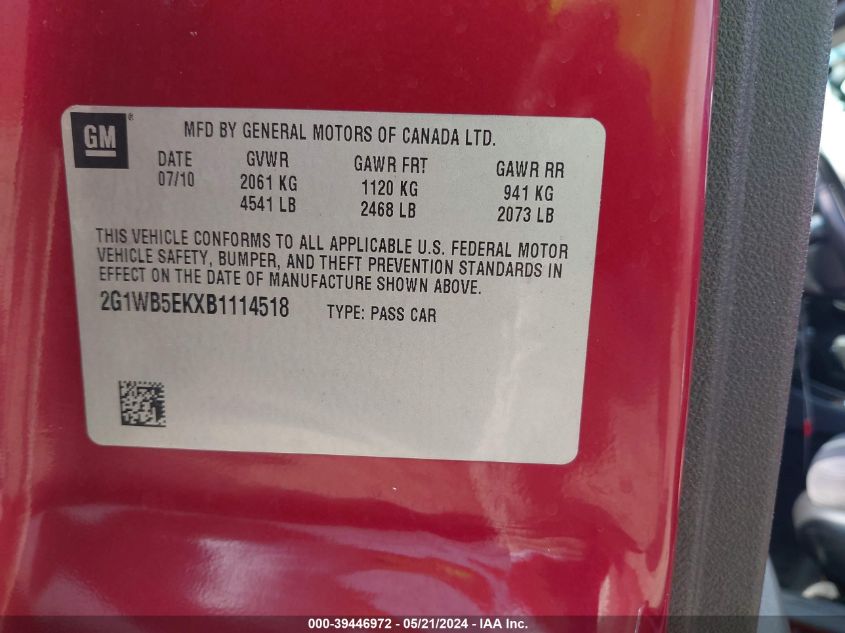 GM ®
MFD BY GENERAL MOTORS OF CANADA LTD.
DATE GVWR GAWR FRT GAWR RR
07/10 2061 KG 1120 KG 941 KG
4541 LB 2468 LB 2073 LB
THIS VEHICLE CONFORMS TO ALL APPLICABLE U.S. FEDERAL MOTOR
VEHICLE SAFETY, BUMPER, AND THEFT PREVENTION STANDARDS IN
EFFECT ON THE DATE OF MANUFACTURE SHOWN ABOVE.
2G1WB5EKXB1114518 TYPE: PASS CAR
000-39446972 - 05/21/2024 - IAA Inc.